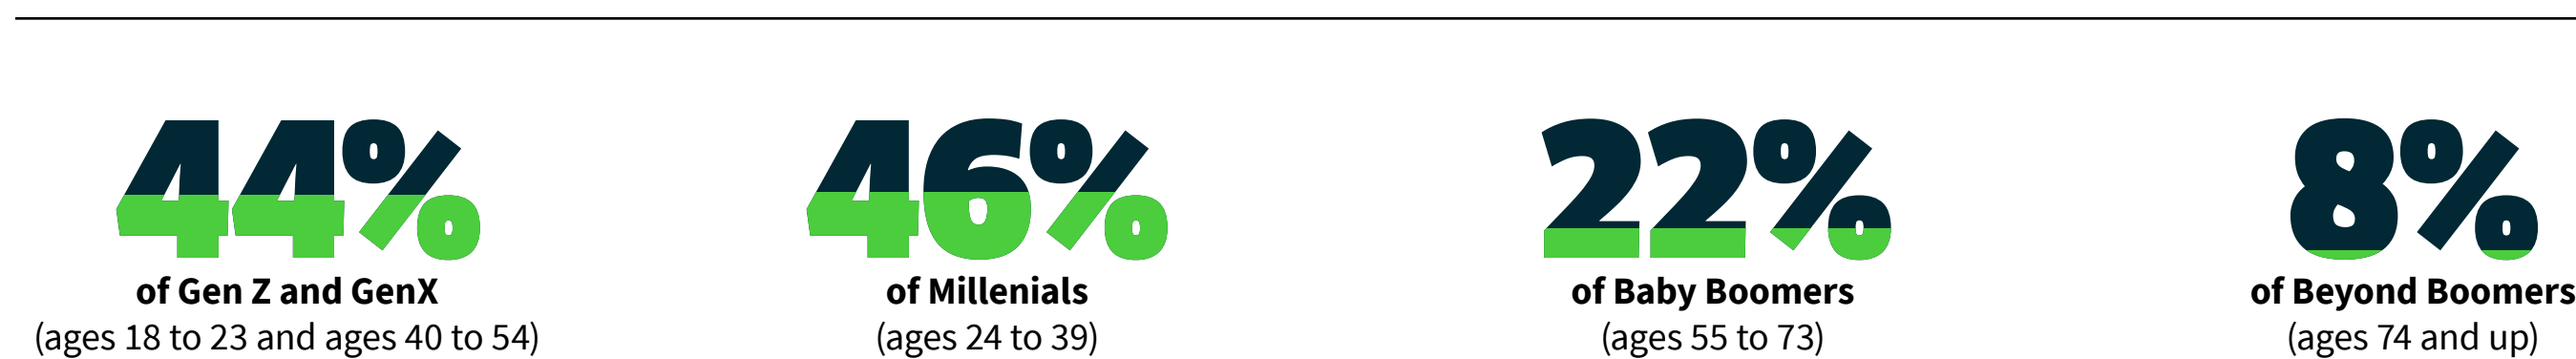 44%
of Gen Z and GenX
(ages 18 to 23 and ages 40 to 54)
46%
of Millenials
(ages 24 to 39)
22%
of Baby Boomers
(ages 55 to 73)
8%
of Beyond Boomers
(ages 74 and up)